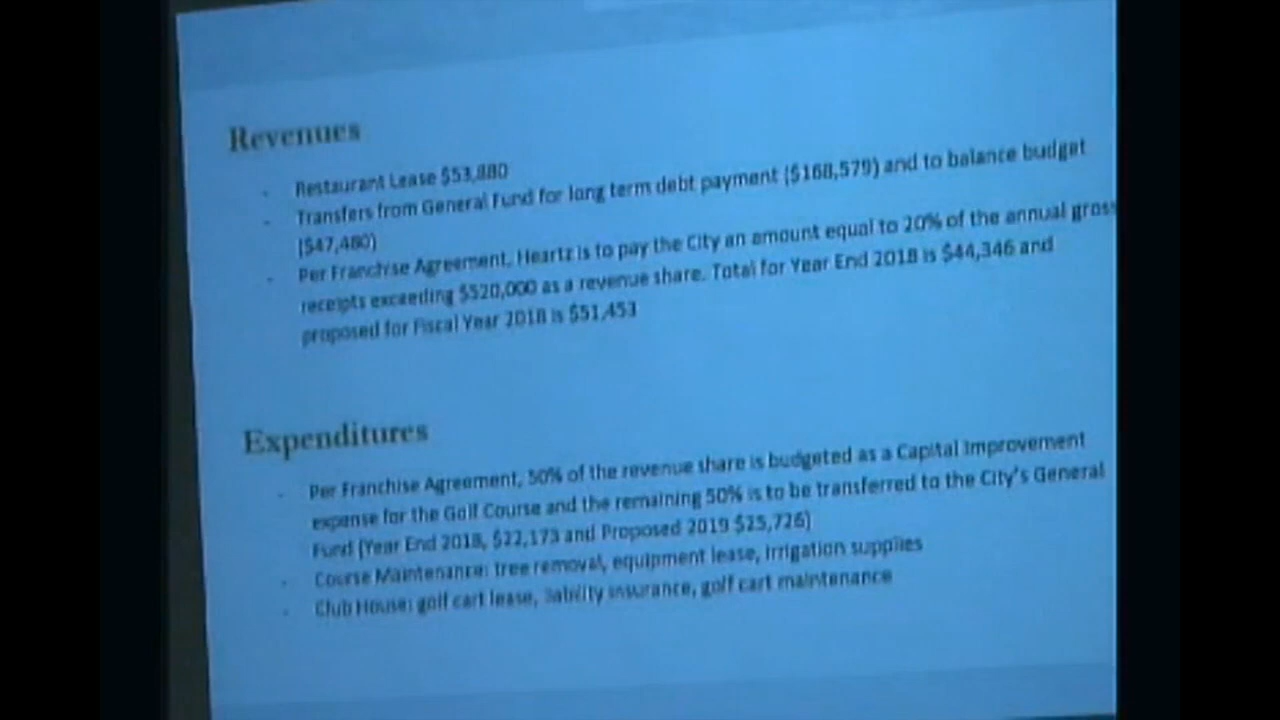 Revenues
- Restaurant Lease $53,880
- Transfers from General Fund for long term debt payment ($168,579) and to balance budget
($47,480)
- Per Franchise Agreement, Heartz is to pay the City an amount equal to 20% of the annual gross
receipts exceeding $520,000 as a revenue share. Total for Year End 2018 is $44,346 and
proposed for Fiscal Year 2018 is $51,453
Expenditures
- Per Franchise Agreement, 50% of the revenue share is budgeted as a Capital Improvement
expense for the Golf Course and the remaining 50% is to be transferred to the City's General
Fund (Year End 2018, $22,173 and Proposed 2019 $25,726)
- Course Maintenance: tree removal, equipment lease, irrigation supplies
- Club House: golf cart lease, liability insurance, golf cart maintenance